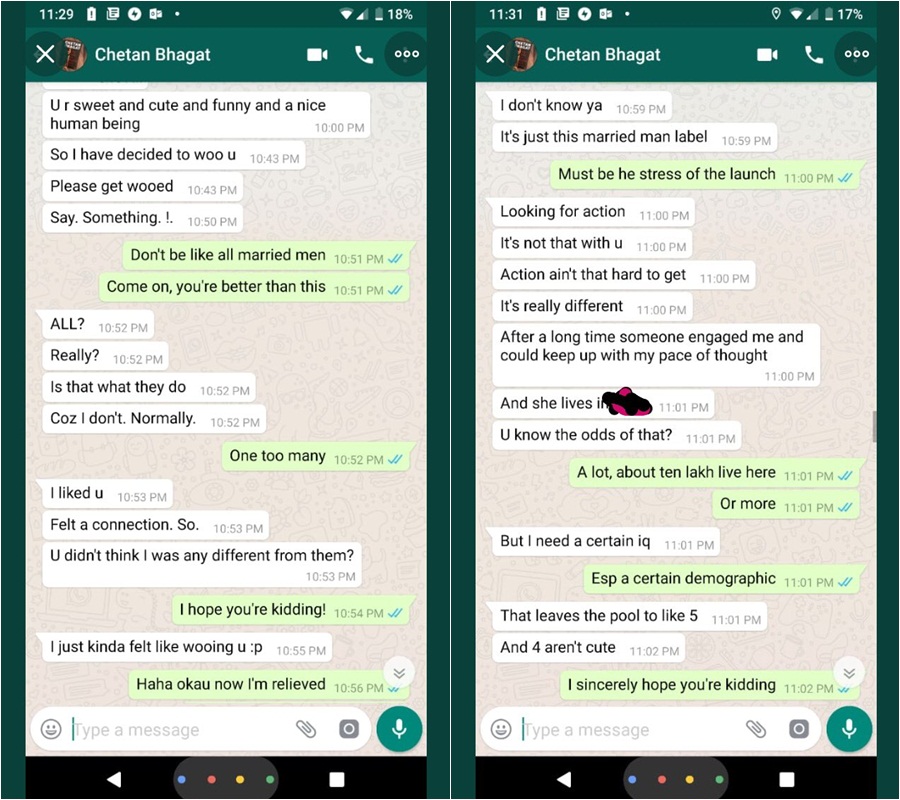 11:29
18%
Chetan Bhagat
U r sweet and cute and funny and a nice
human being
10:00 PM
So I have decided to woo u 10:43 PM
Please get wooed 10:43 PM
Say. Something. !. 10:50 PM
Don't be like all married men 10:51 PM
Come on, you're better than this 10:51 PM
ALL? 10:52 PM
Really? 10:52 PM
Is that what they do 10:52 PM
Coz I don't. Normally. 10:52 PM
One too many 10:52 PM
I liked u 10:53 PM
Felt a connection. So. 10:53 PM
U didn't think I was any different from them?
10:53 PM
I hope you're kidding! 10:54 PM
I just kinda felt like wooing u :p 10:55 PM
Haha okau now I'm relieved 10:56 PM
Type a message
11:31
17%
Chetan Bhagat
I don't know ya 10:59 PM
It's just this married man label 10:59 PM
Must be he stress of the launch 11:00 PM
Looking for action 11:00 PM
It's not that with u 11:00 PM
Action ain't that hard to get 11:00 PM
It's really different 11:00 PM
After a long time someone engaged me and
could keep up with my pace of thought
11:00 PM
And she lives in 11:01 PM
U know the odds of that? 11:01 PM
A lot, about ten lakh live here 11:01 PM
Or more 11:01 PM
But I need a certain iq 11:01 PM
Esp a certain demographic 11:01 PM
That leaves the pool to like 5 11:01 PM
And 4 aren't cute 11:02 PM
I sincerely hope you're kidding 11:02 PM
Type a message